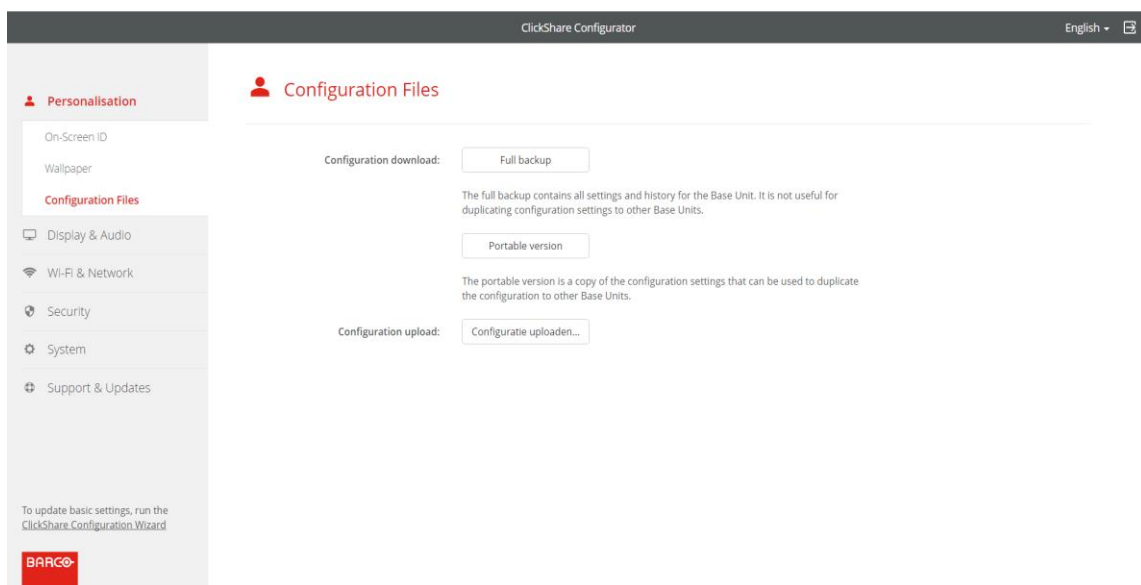 ClickShare Configurator
English
Personalisation
On-Screen ID
Wallpaper
Configuration Files
Display & Audio
Wi-Fi & Network
Security
System
Support & Updates
To update basic settings, run the
ClickShare Configuration Wizard
BARCO
Configuration Files
Configuration download:
Full backup
The full backup contains all settings and history for the Base Unit. It is not useful for
duplicating configuration settings to other Base Units.
Portable version
The portable version is a copy of the configuration settings that can be used to duplicate
the configuration to other Base Units.
Configuration upload:
Configuratie uploaden...